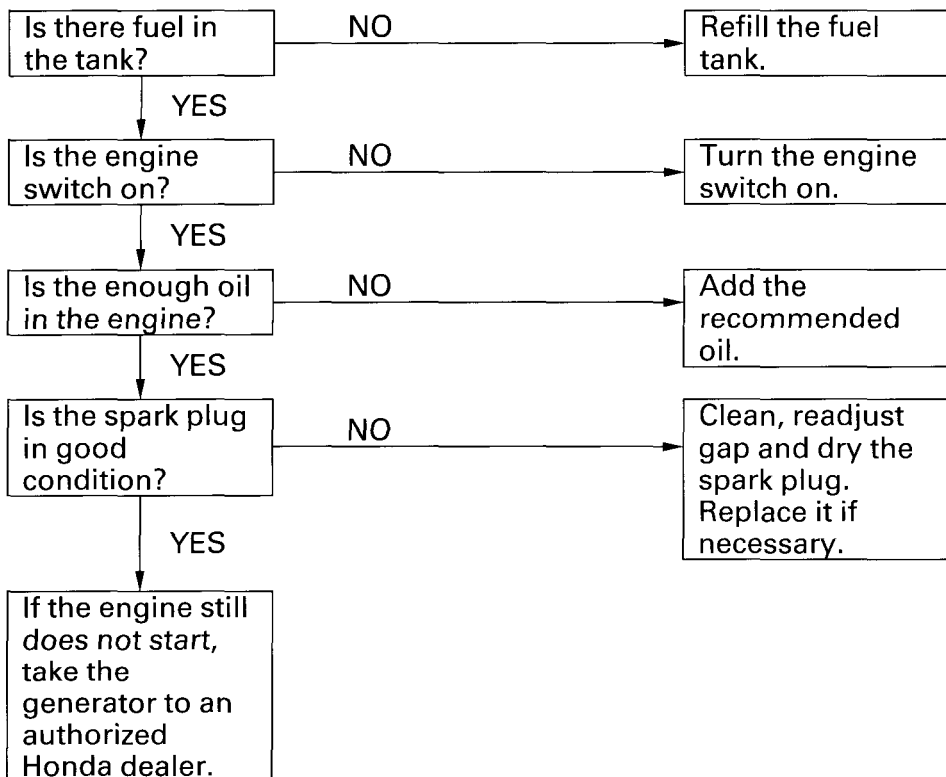 Is there fuel in
the tank?
NO
Refill the fuel
tank.
YES
Is the engine
switch on?
NO
Turn the engine
switch on.
YES
Is the enough oil
in the engine?
NO
Add the
recommended
oil.
YES
Is the spark plug
in good
condition?
NO
Clean, readjust
gap and dry the
spark plug.
Replace it if
necessary.
YES
If the engine still
does not start,
take the
generator to an
authorized
Honda dealer.